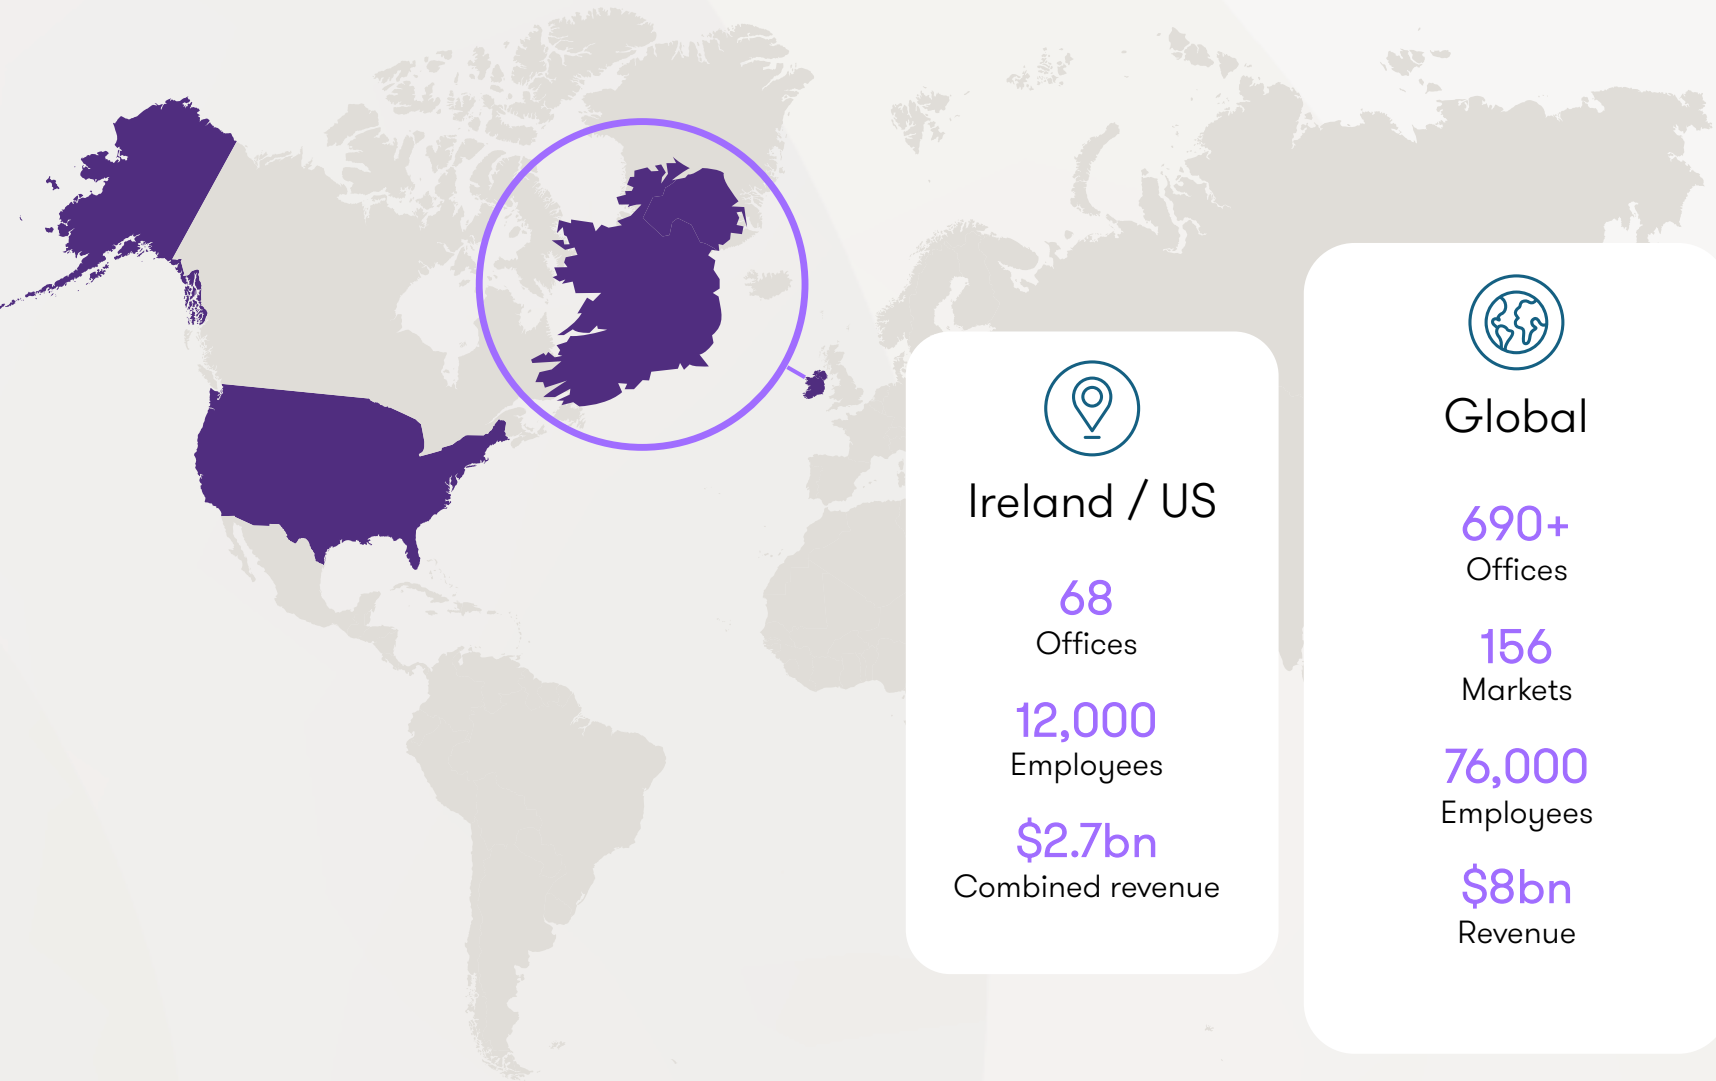 Ireland / US
68
Offices
12,000
Employees
$2.7bn
Combined revenue
Global
690+
Offices
156
Markets
76,000
Employees
$8bn
Revenue